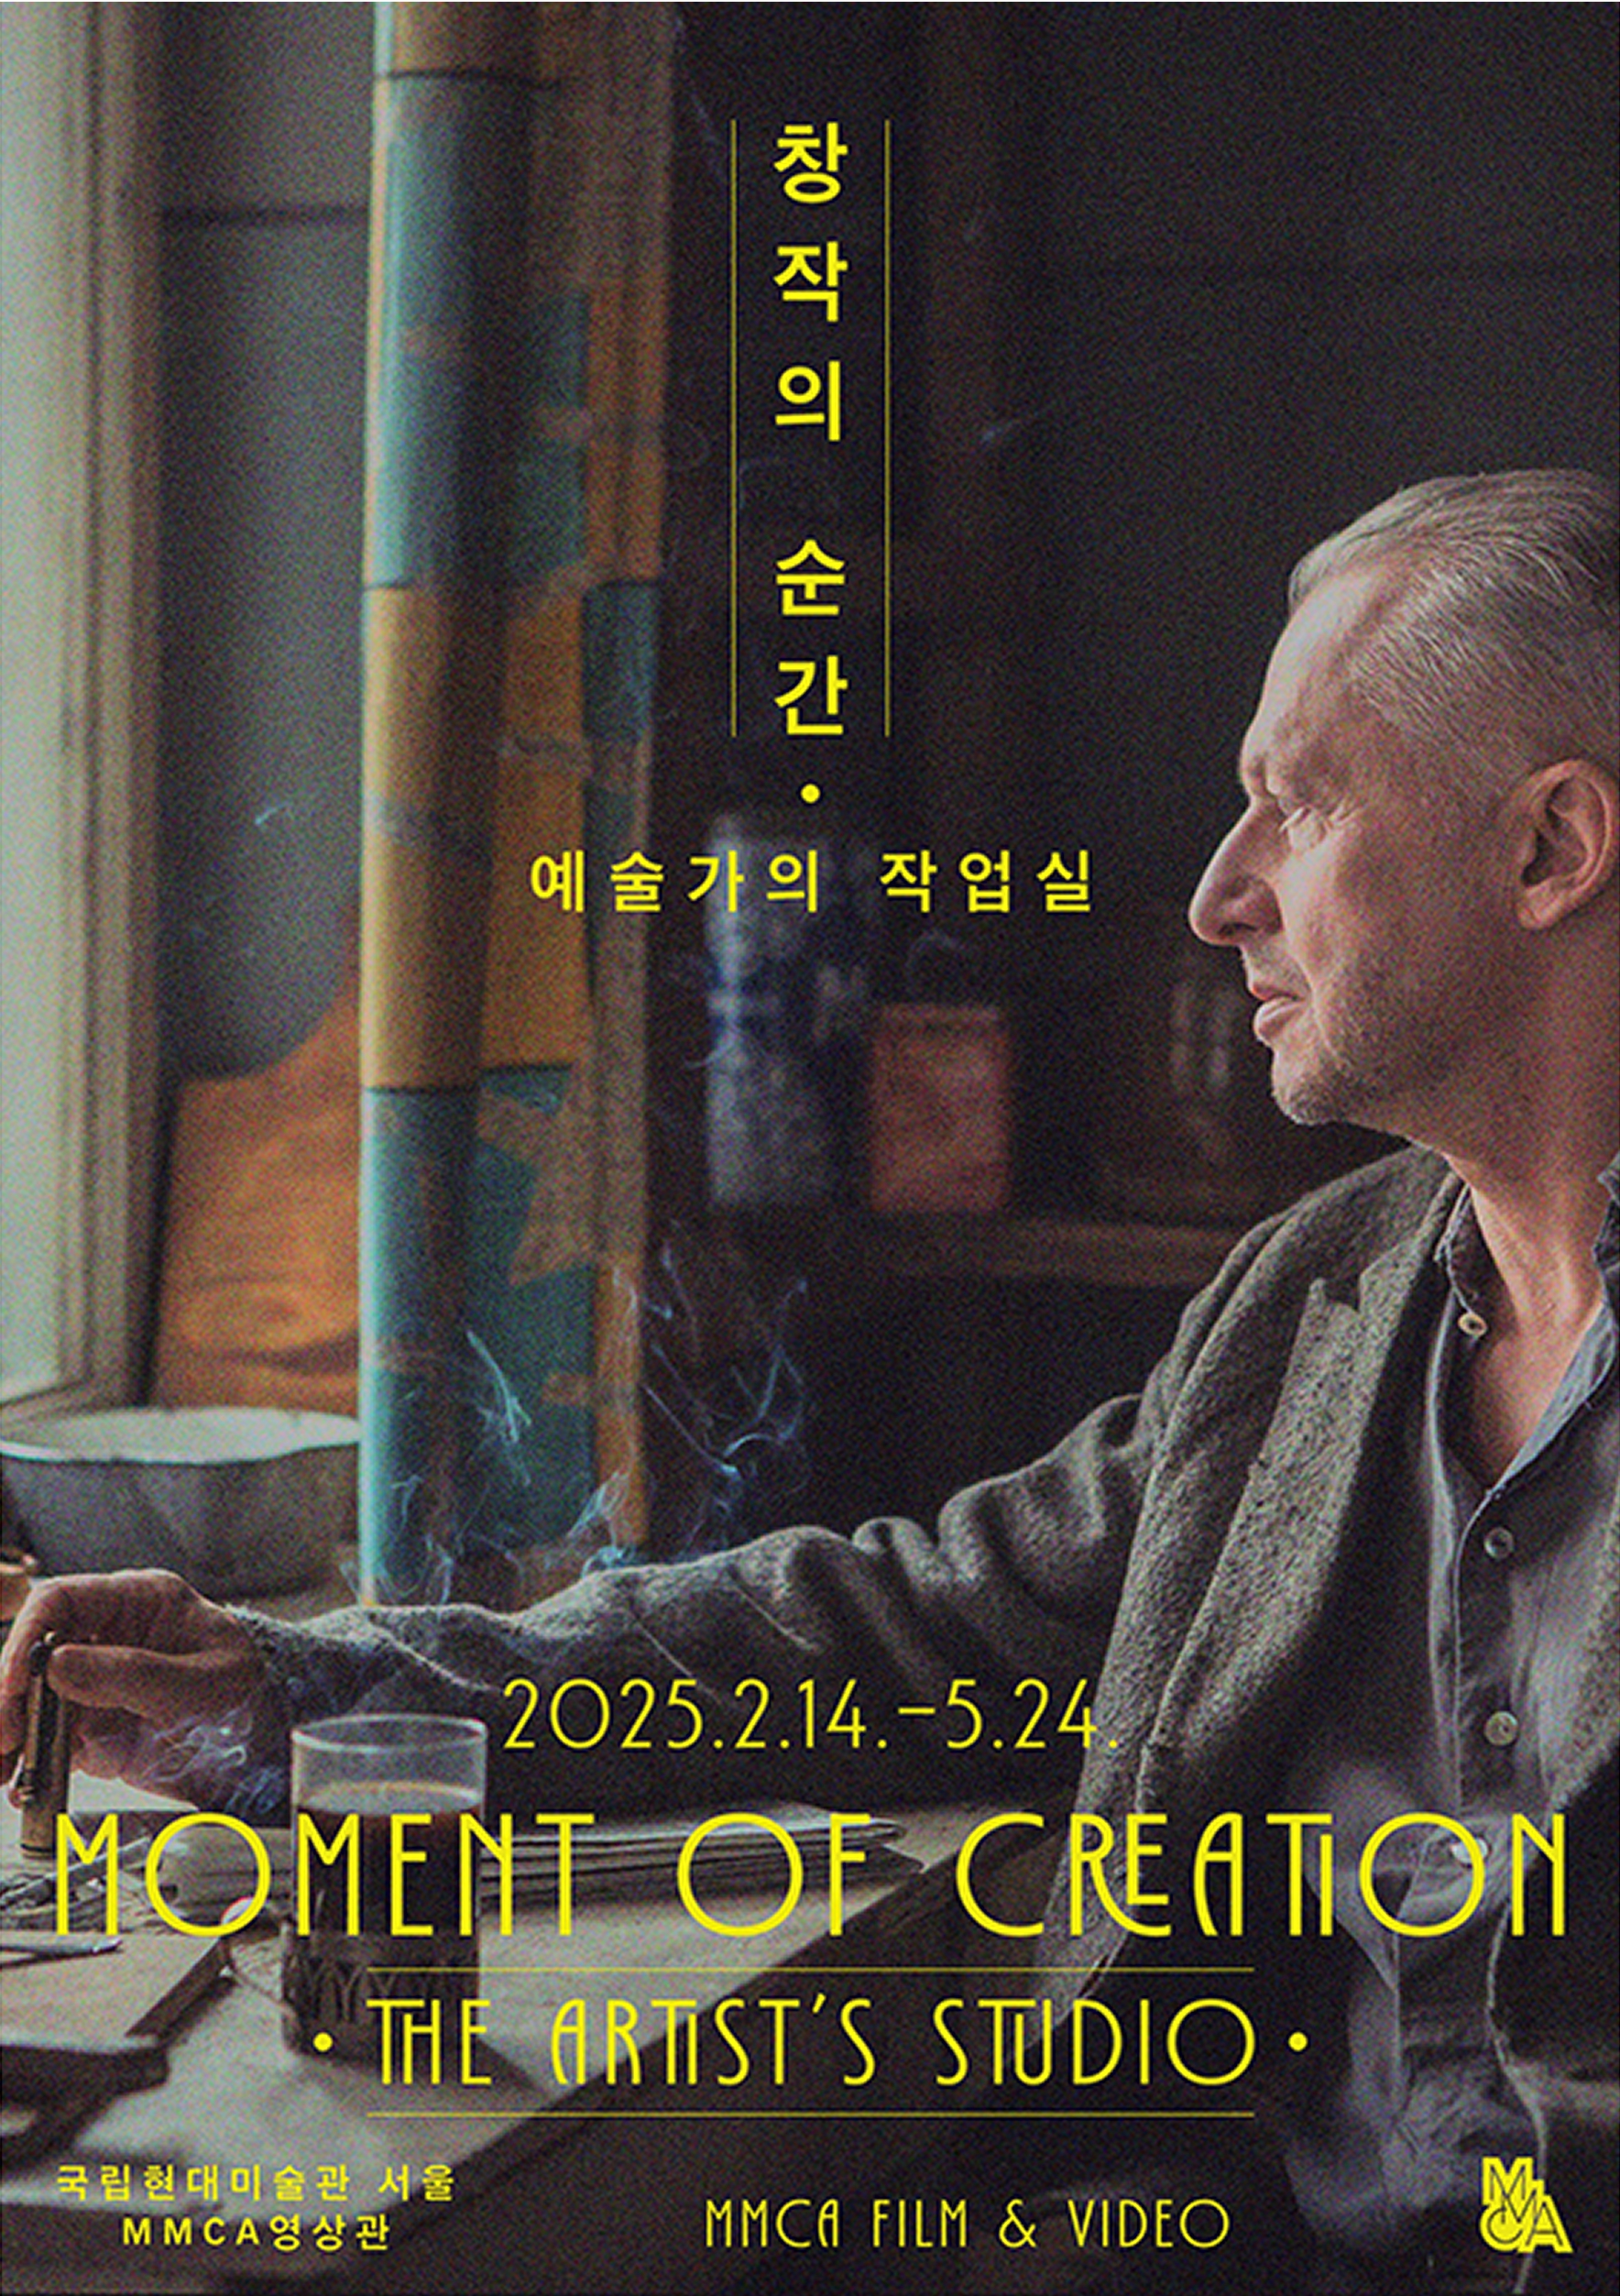 창작의 순간
예술가의 작업실
2025.2.14.–5.24.
MOMENT OF CREATION
• THE ARTIST'S STUDIO •
국립현대미술관 서울
MMCA영상관
MMCA FILM & VIDEO
MMCA